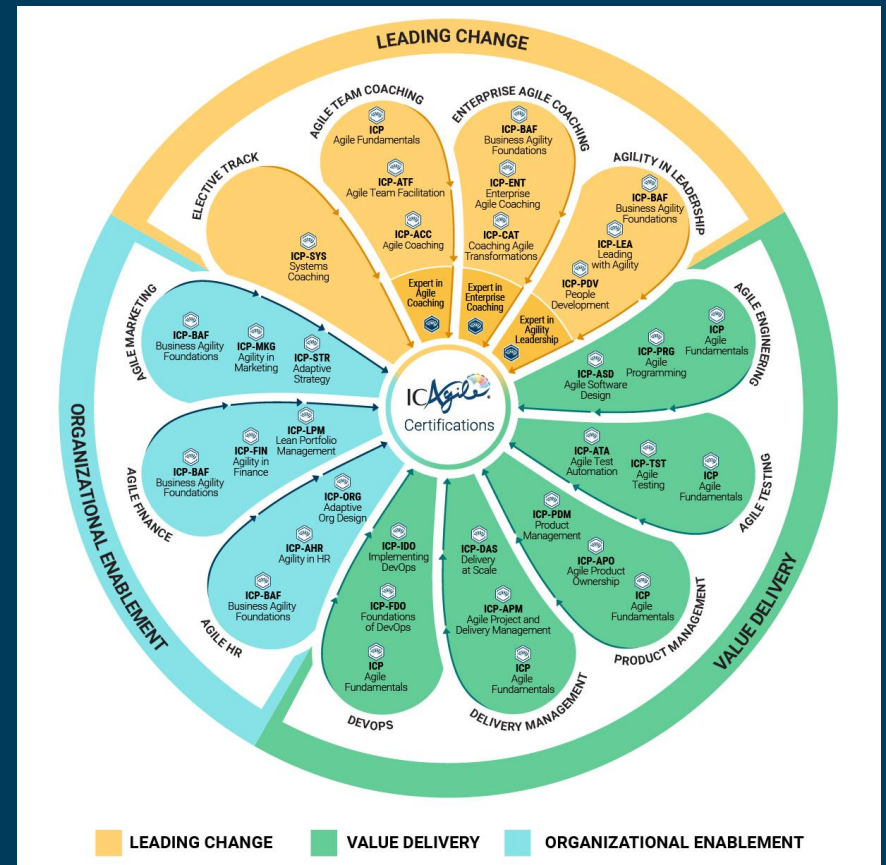 LEADING CHANGE
ELECTIVE TRACK
ICP-SYS
Systems
Coaching
AGILE TEAM COACHING
ICP
Agile Fundamentals
ICP-ATF
Agile Team Facilitation
ICP-ACC
Agile Coaching
Expert in
Agile
Coaching
ENTERPRISE AGILE COACHING
ICP-BAF
Business Agility
Foundations
ICP-ENT
Enterprise
Agile Coaching
ICP-CAT
Coaching Agile
Transformations
Expert in
Enterprise
Coaching
AGILITY IN LEADERSHIP
ICP-BAF
Business Agility
Foundations
ICP-LEA
Leading
with Agility
ICP-PDV
People
Development
Expert in
Agility
Leadership
VALUE DELIVERY
AGILE ENGINEERING
ICP
Agile
Fundamentals
ICP-PRG
Agile
Programming
ICP-ASD
Agile Software
Design
AGILE TESTING
ICP
Agile
Fundamentals
ICP-TST
Agile
Testing
ICP-ATA
Agile Test
Automation
PRODUCT MANAGEMENT
ICP-PDM
Product
Management
ICP-APO
Agile Product
Ownership
ICP
Agile
Fundamentals
DELIVERY MANAGEMENT
ICP-DAS
Delivery
at Scale
ICP-APM
Agile Project and
Delivery Management
ICP
Agile
Fundamentals
DEVOPS
ICP-IDO
Implementing
DevOps
ICP-FDO
Foundations
of DevOps
ICP
Agile
Fundamentals
ORGANIZATIONAL ENABLEMENT
AGILE HR
ICP-ORG
Adaptive
Org Design
ICP-AHR
Agility in HR
ICP-BAF
Business Agility
Foundations
AGILE FINANCE
ICP-BAF
Business Agility
Foundations
ICP-FIN
Agility in
Finance
ICP-LPM
Lean Portfolio
Management
AGILE MARKETING
ICP-BAF
Business Agility
Foundations
ICP-MKG
Agility in
Marketing
ICP-STR
Adaptive
Strategy
ICAgile®
Certifications
LEADING CHANGE
VALUE DELIVERY
ORGANIZATIONAL ENABLEMENT